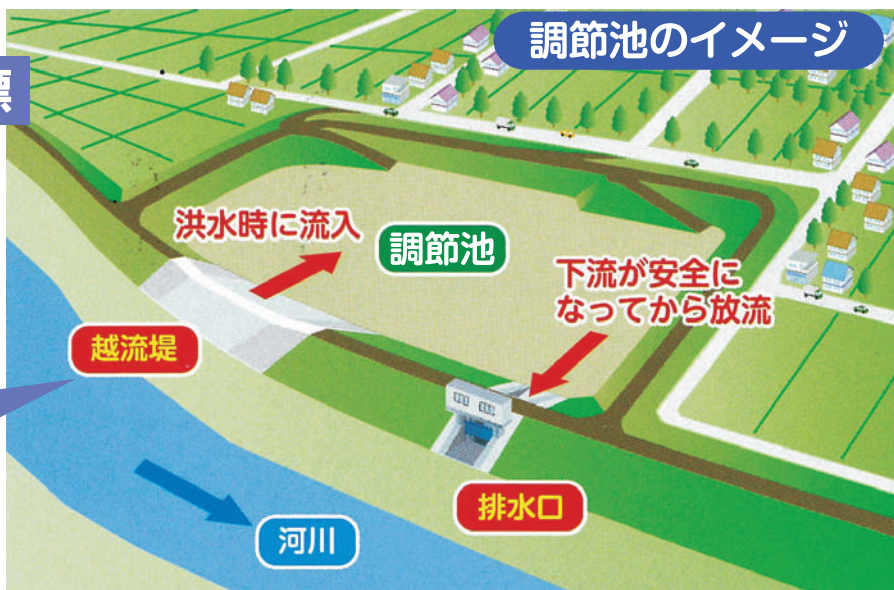 調節池のイメージ
標
洪水時に流入
調節池
下流が安全に
なってから放流
越流堤
排水口
河川